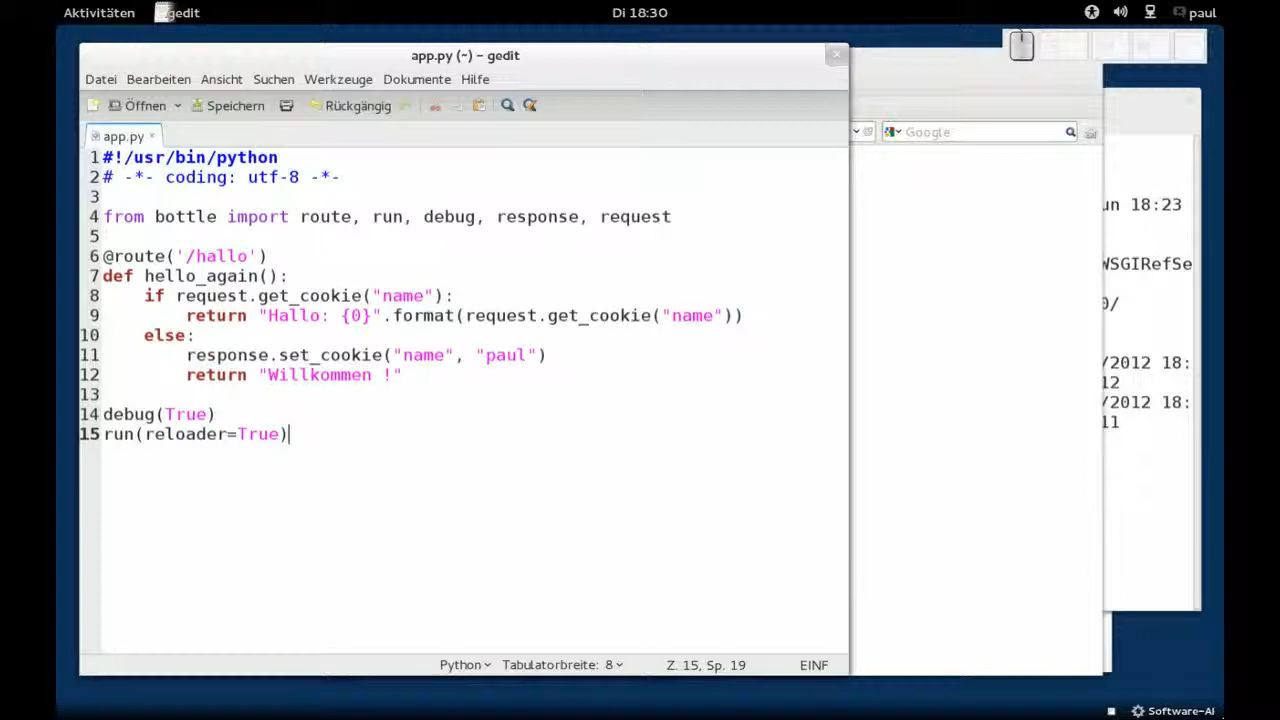 Aktivitäten gedit Di 18:30 paul
app.py (~) – gedit
Datei Bearbeiten Ansicht Suchen Werkzeuge Dokumente Hilfe
Öffnen Speichern Rückgängig
app.py
Google
1 #!/usr/bin/python
2 # -*- coding: utf-8 -*-
3
4 from bottle import route, run, debug, response, request
5
6 @route('/hallo')
7 def hello_again():
8     if request.get_cookie("name"):
9         return "Hallo: {0}".format(request.get_cookie("name"))
10     else:
11         response.set_cookie("name", "paul")
12         return "Willkommen !"
13
14 debug(True)
15 run(reloader=True)
un 18:23
WSGIRefSe
0/
/2012 18:
12
/2012 18:
11
Python Tabulatorbreite: 8 Z. 15, Sp. 19 EINF
Software-Al